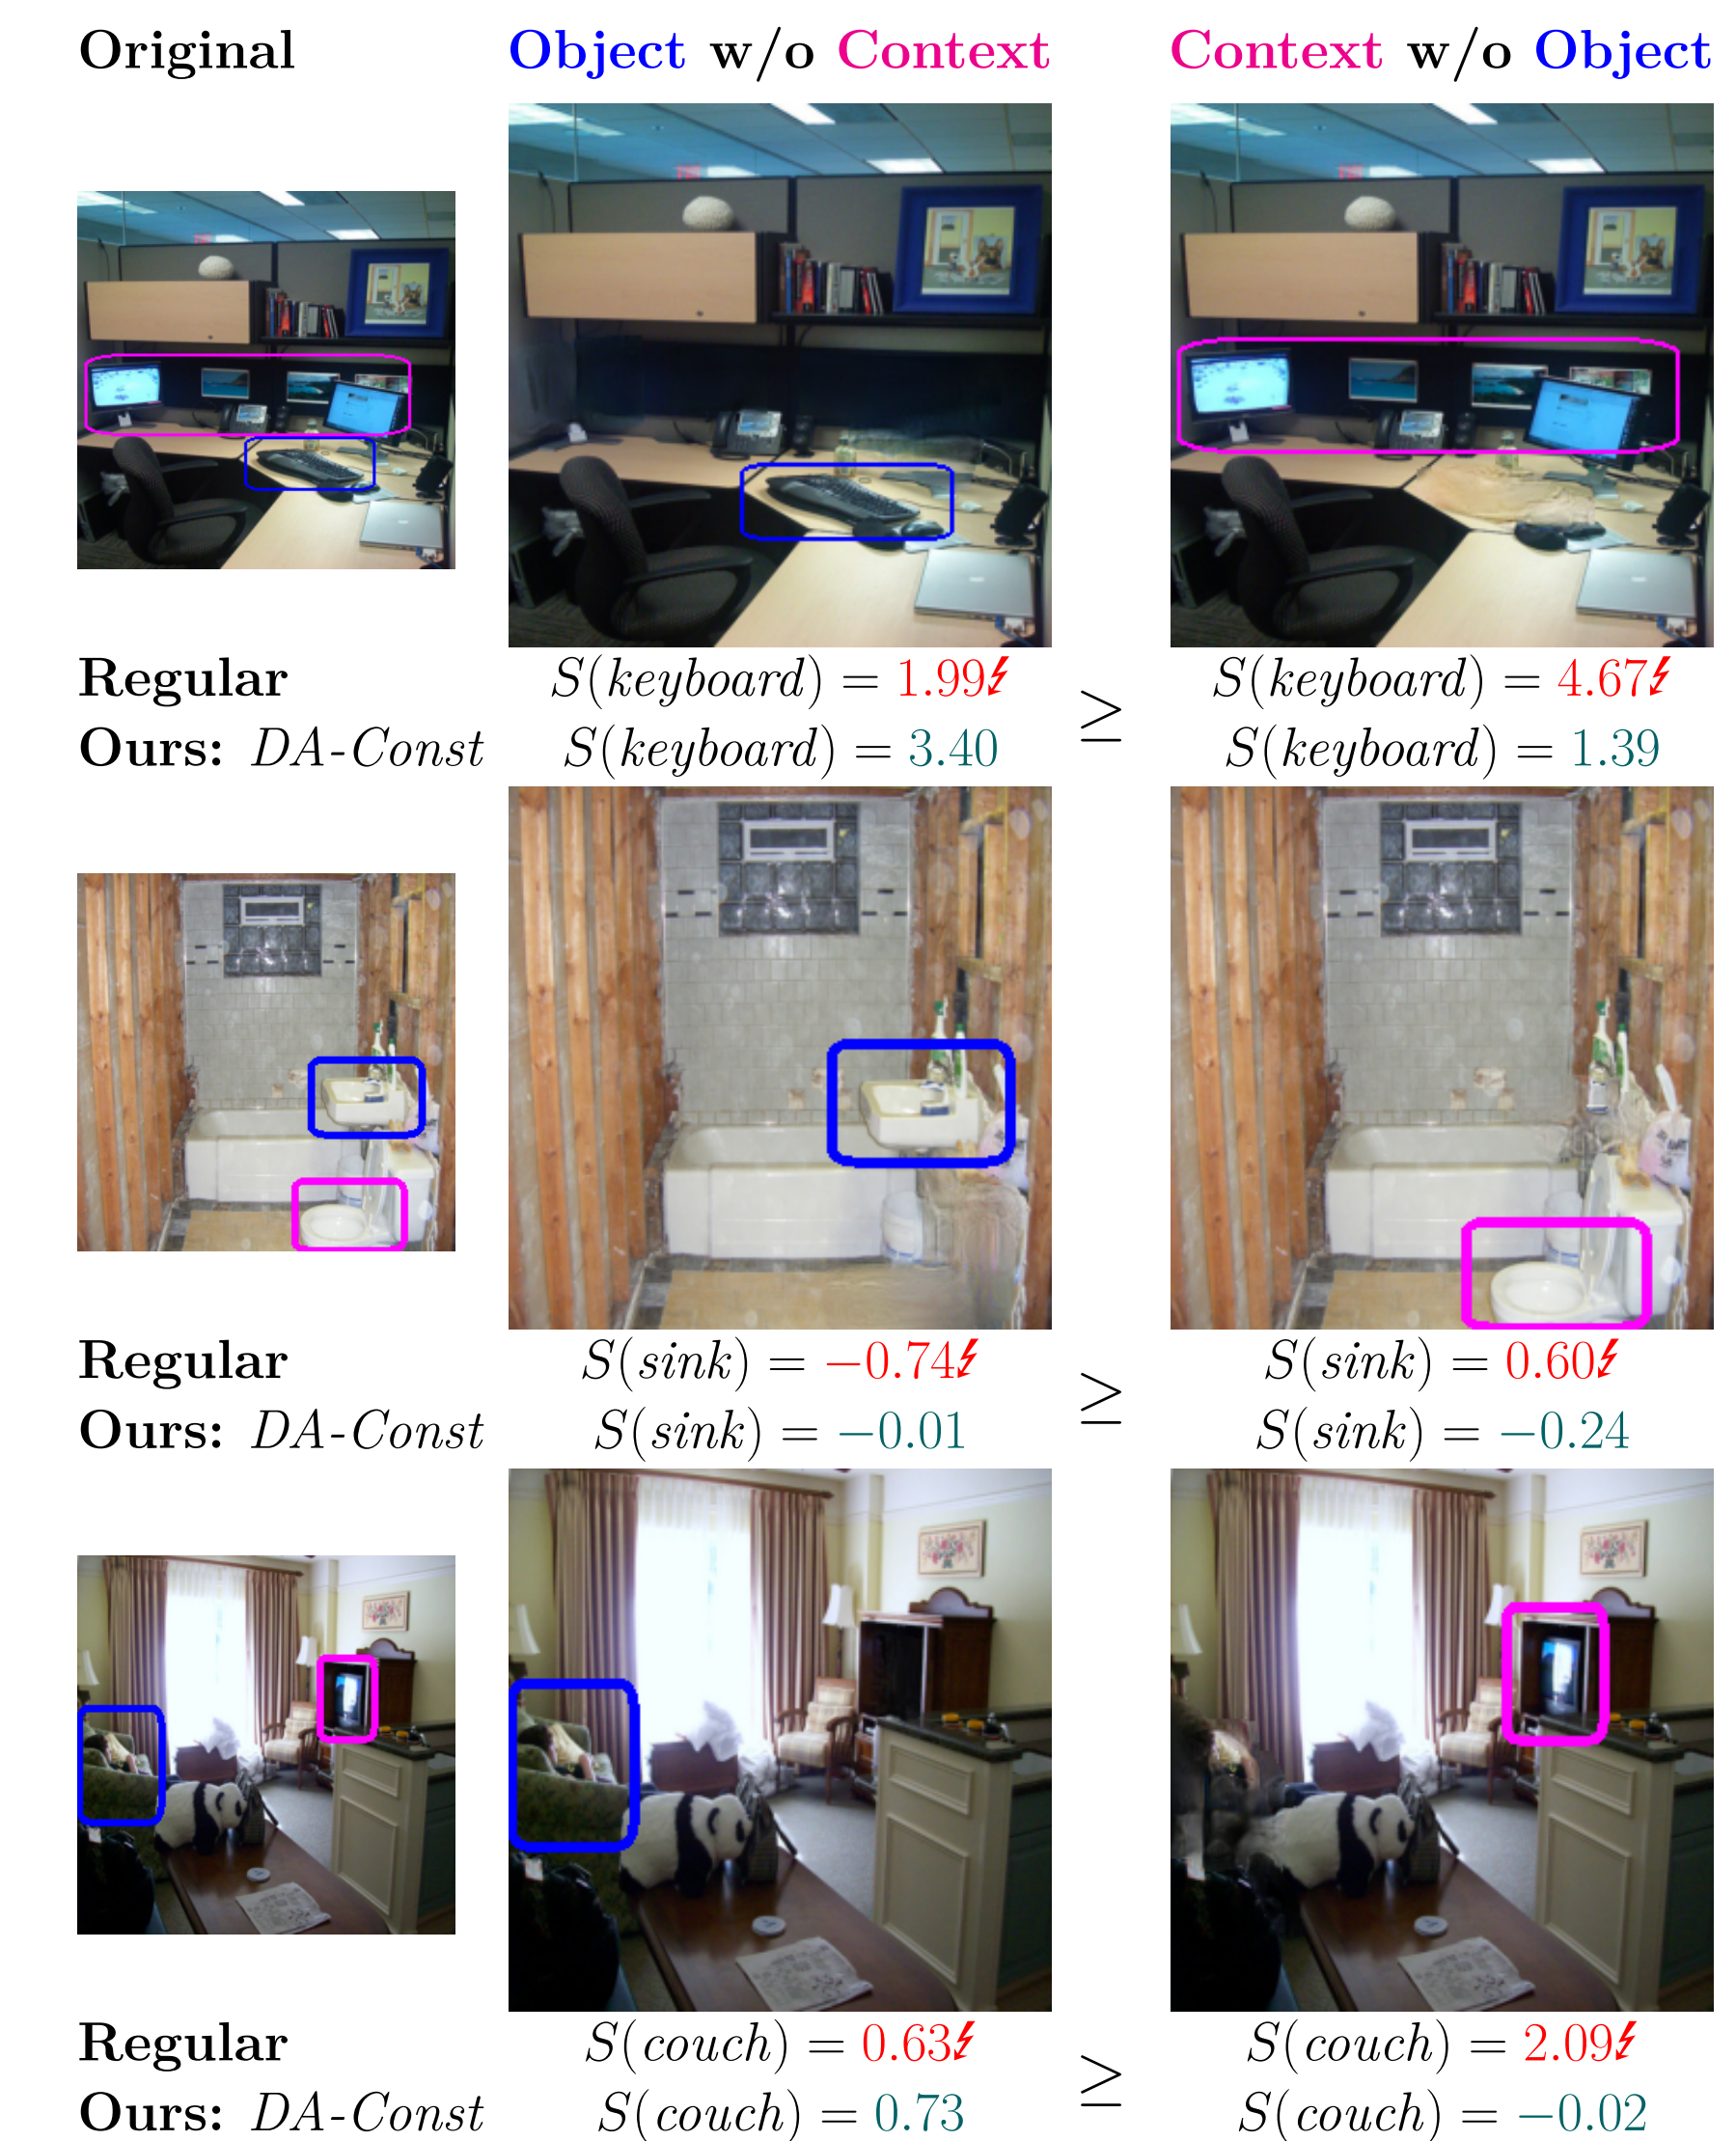 Original Object w/o Context Context w/o Object
Regular S(keyboard) = 1.99 ≥ S(keyboard) = 4.67
Ours: DA-Const S(keyboard) = 3.40 S(keyboard) = 1.39
Regular S(sink) = −0.74 ≥ S(sink) = 0.60
Ours: DA-Const S(sink) = −0.01 S(sink) = −0.24
Regular S(couch) = 0.63 ≥ S(couch) = 2.09
Ours: DA-Const S(couch) = 0.73 S(couch) = −0.02